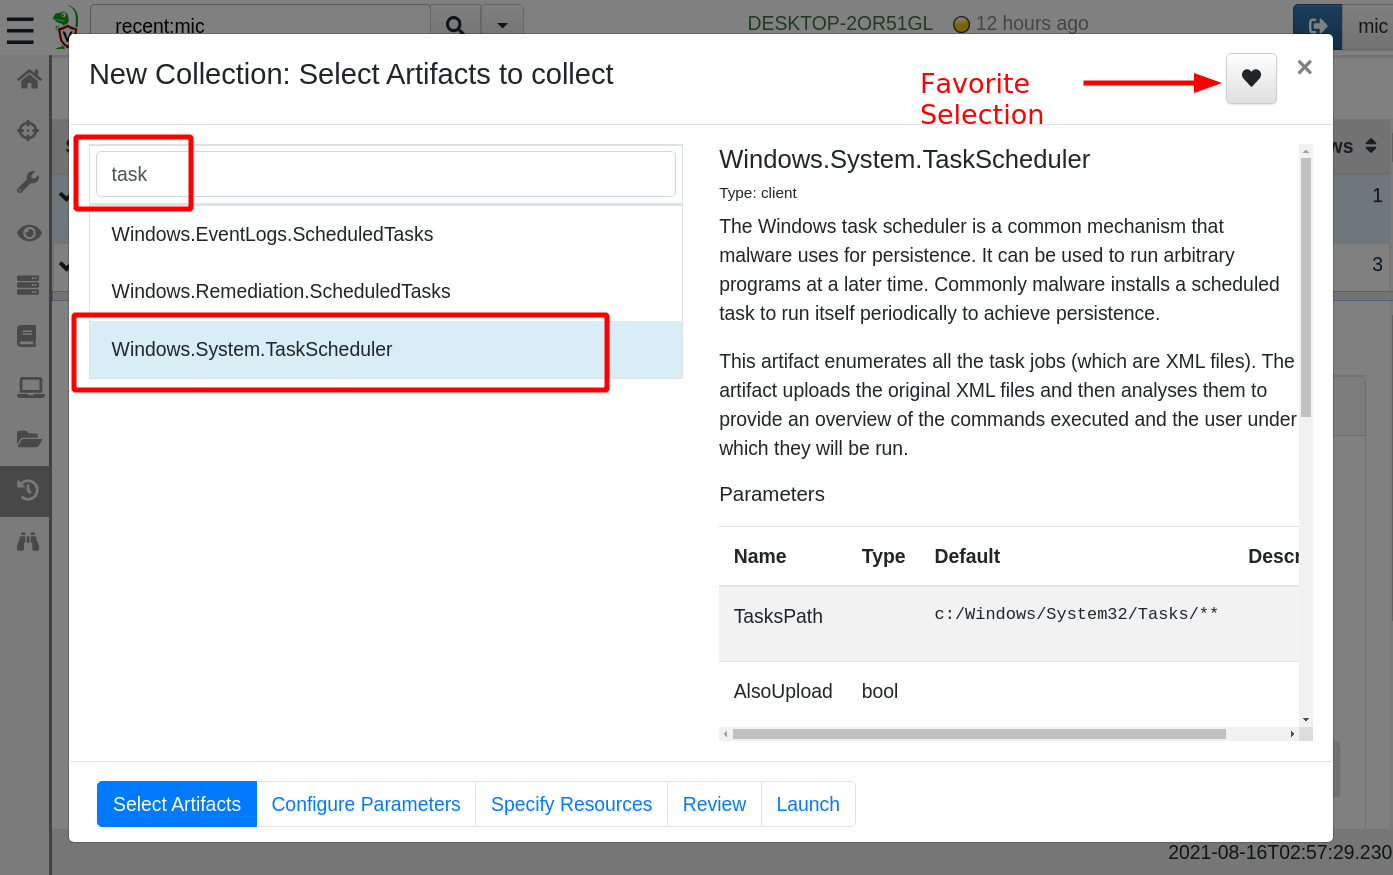 recent:mic
DESKTOP-2OR51GL
12 hours ago
mic
New Collection: Select Artifacts to collect
Favorite
Selection
×
task
Windows.EventLogs.ScheduledTasks
Windows.Remediation.ScheduledTasks
Windows.System.TaskScheduler
Windows.System.TaskScheduler
Type: client
The Windows task scheduler is a common mechanism that
malware uses for persistence. It can be used to run arbitrary
programs at a later time. Commonly malware installs a scheduled
task to run itself periodically to achieve persistence.
This artifact enumerates all the task jobs (which are XML files). The
artifact uploads the original XML files and then analyses them to
provide an overview of the commands executed and the user under
which they will be run.
Parameters
Name Type Default Descr
TasksPath c:/Windows/System32/Tasks/**
AlsoUpload bool
ws
1
3
Select Artifacts Configure Parameters Specify Resources Review Launch
2021-08-16T02:57:29.230